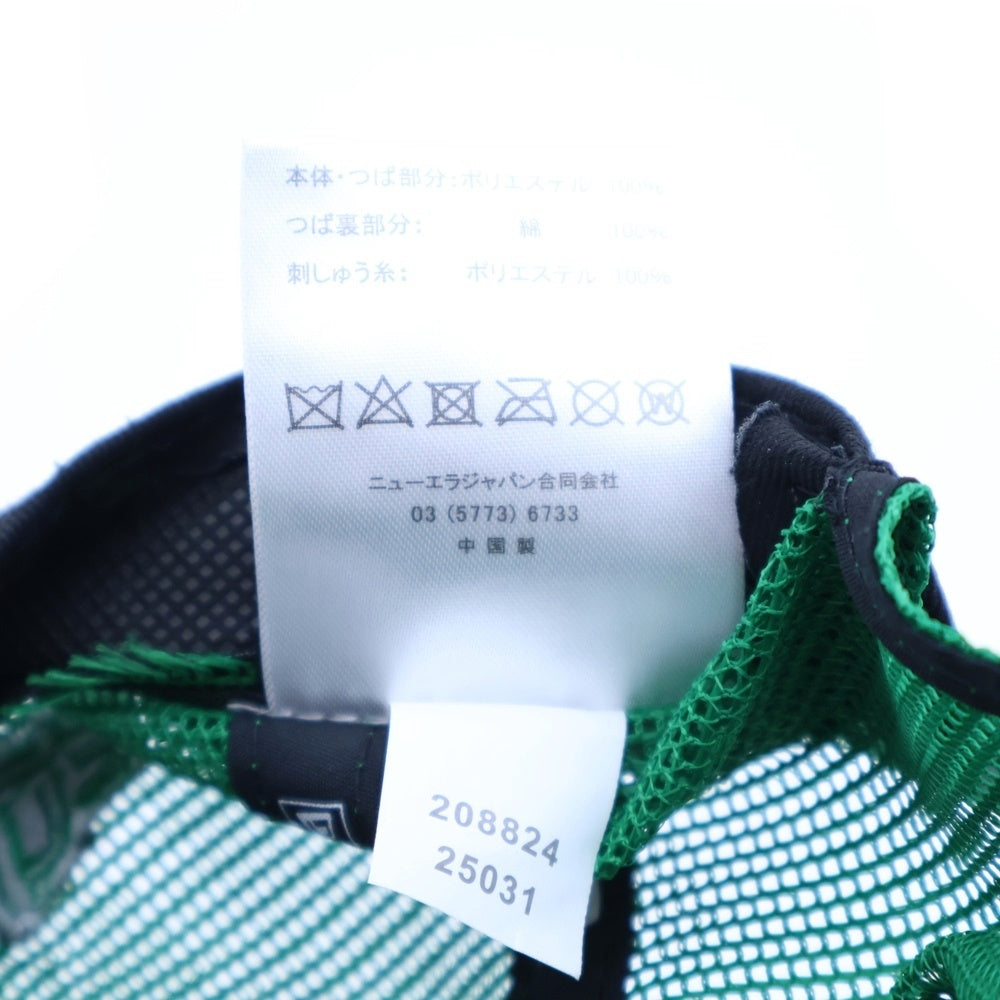 本体・つば部分:ポリエステル 100%
つば裏部分: 綿 100%
刺しゅう糸: ポリエステル 100%
ニューエラジャパン合同会社
03 (5773) 6733
中国製
208824
25031